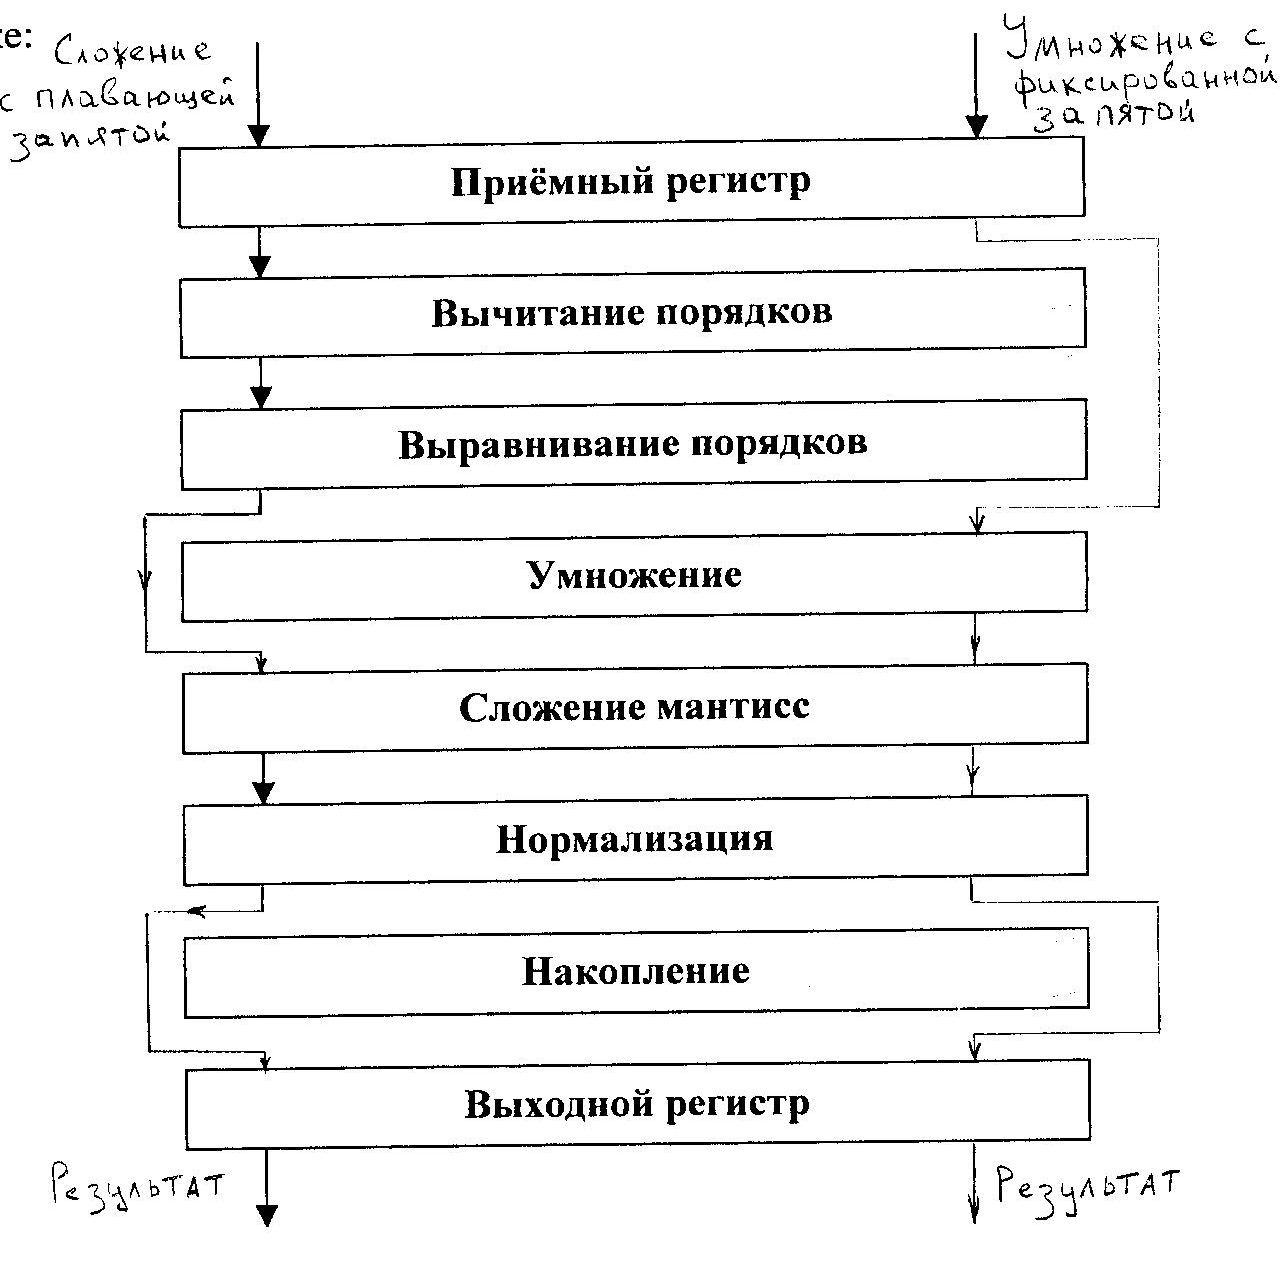 ке:
Сложение
с плавающей
запятой
Умножение с
фиксированной
запятой
Приёмный регистр
Вычитание порядков
Выравнивание порядков
Умножение
Сложение мантисс
Нормализация
Накопление
Выходной регистр
Результат
Результат